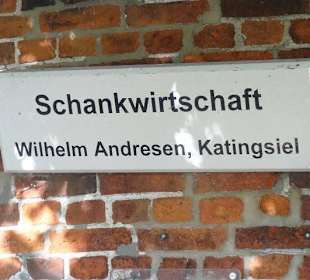 Schankwirtschaft
Wilhelm Andresen, Katingsiel